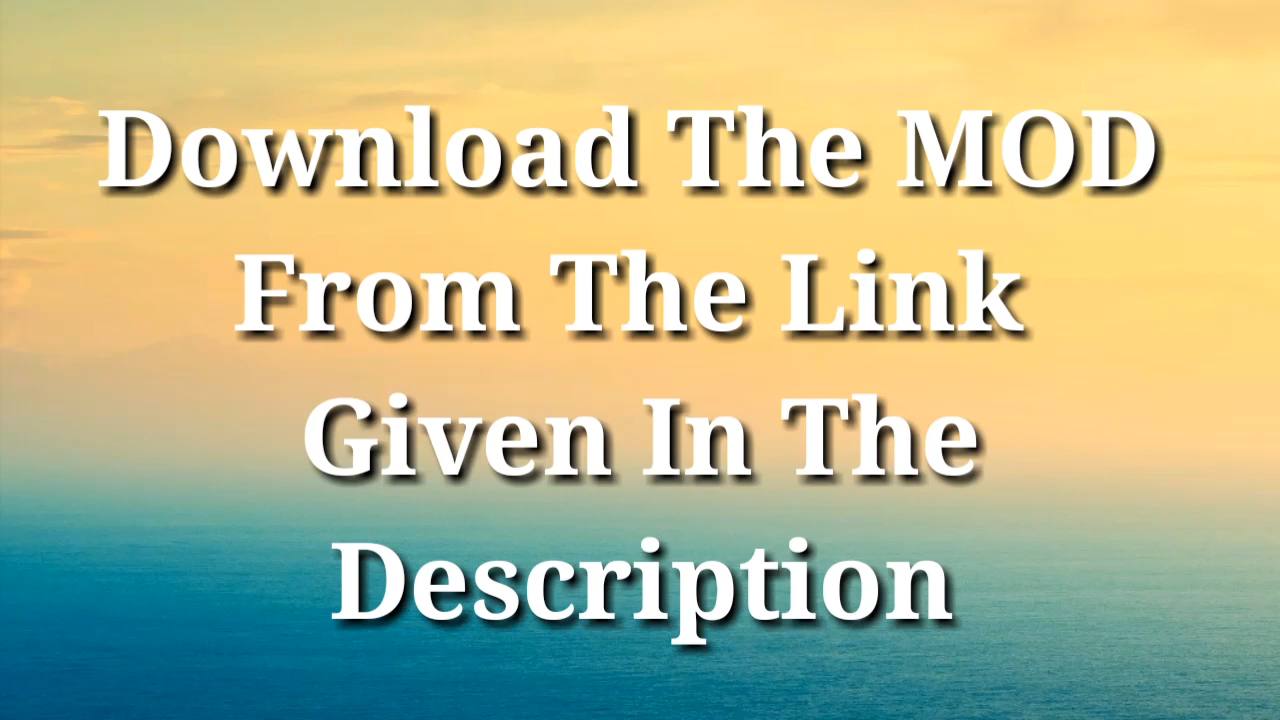 Download The MOD
From The Link
Given In The
Description